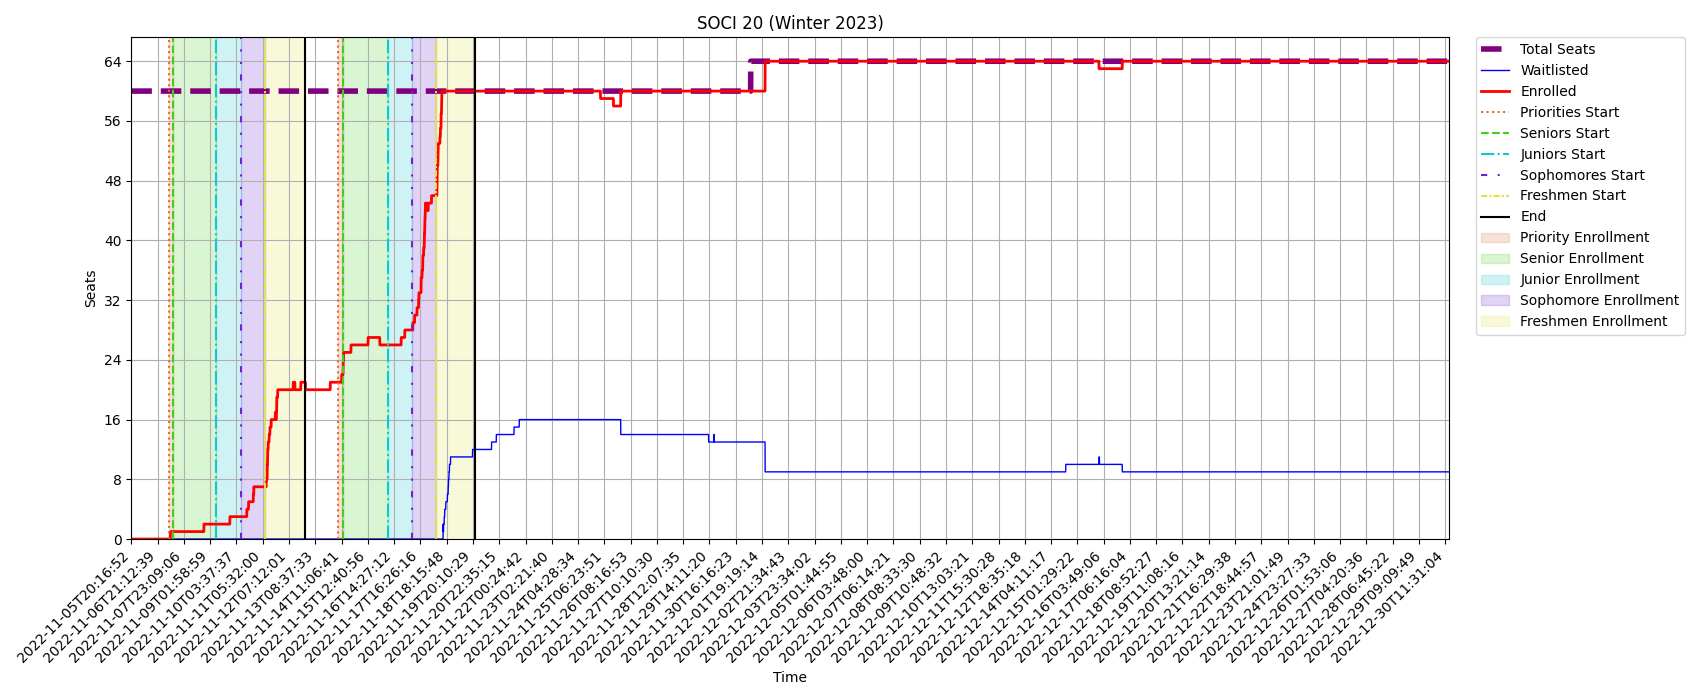 SOCI 20 (Winter 2023)
64
56
48
40
32
24
16
8
0
Seats
2022-11-05T20:16:52
2022-11-06T21:12:39
2022-11-07T23:09:06
2022-11-09T01:58:59
2022-11-10T03:37:37
2022-11-11T05:32:00
2022-11-12T07:12:01
2022-11-13T08:37:33
2022-11-14T11:06:41
2022-11-15T12:40:56
2022-11-16T14:27:12
2022-11-17T16:26:16
2022-11-18T18:15:48
2022-11-19T20:10:29
2022-11-20T22:35:15
2022-11-22T00:24:42
2022-11-23T02:21:40
2022-11-24T04:28:34
2022-11-25T06:23:51
2022-11-26T08:16:53
2022-11-27T10:10:30
2022-11-28T12:07:35
2022-11-29T14:11:20
2022-11-30T16:16:23
2022-12-01T19:19:14
2022-12-02T21:34:43
2022-12-03T23:34:02
2022-12-05T01:44:55
2022-12-06T03:48:00
2022-12-07T06:14:21
2022-12-08T08:33:30
2022-12-09T10:48:32
2022-12-10T13:03:21
2022-12-11T15:30:28
2022-12-12T18:35:18
2022-12-14T04:11:17
2022-12-15T01:29:22
2022-12-16T03:49:06
2022-12-17T06:16:04
2022-12-18T08:52:27
2022-12-19T11:08:16
2022-12-20T13:21:14
2022-12-21T16:29:38
2022-12-22T18:44:57
2022-12-23T21:01:49
2022-12-24T23:27:33
2022-12-26T01:53:06
2022-12-27T04:20:36
2022-12-28T06:45:22
2022-12-29T09:09:49
2022-12-30T11:31:04
Time
Total Seats
Waitlisted
Enrolled
Priorities Start
Seniors Start
Juniors Start
Sophomores Start
Freshmen Start
End
Priority Enrollment
Senior Enrollment
Junior Enrollment
Sophomore Enrollment
Freshmen Enrollment